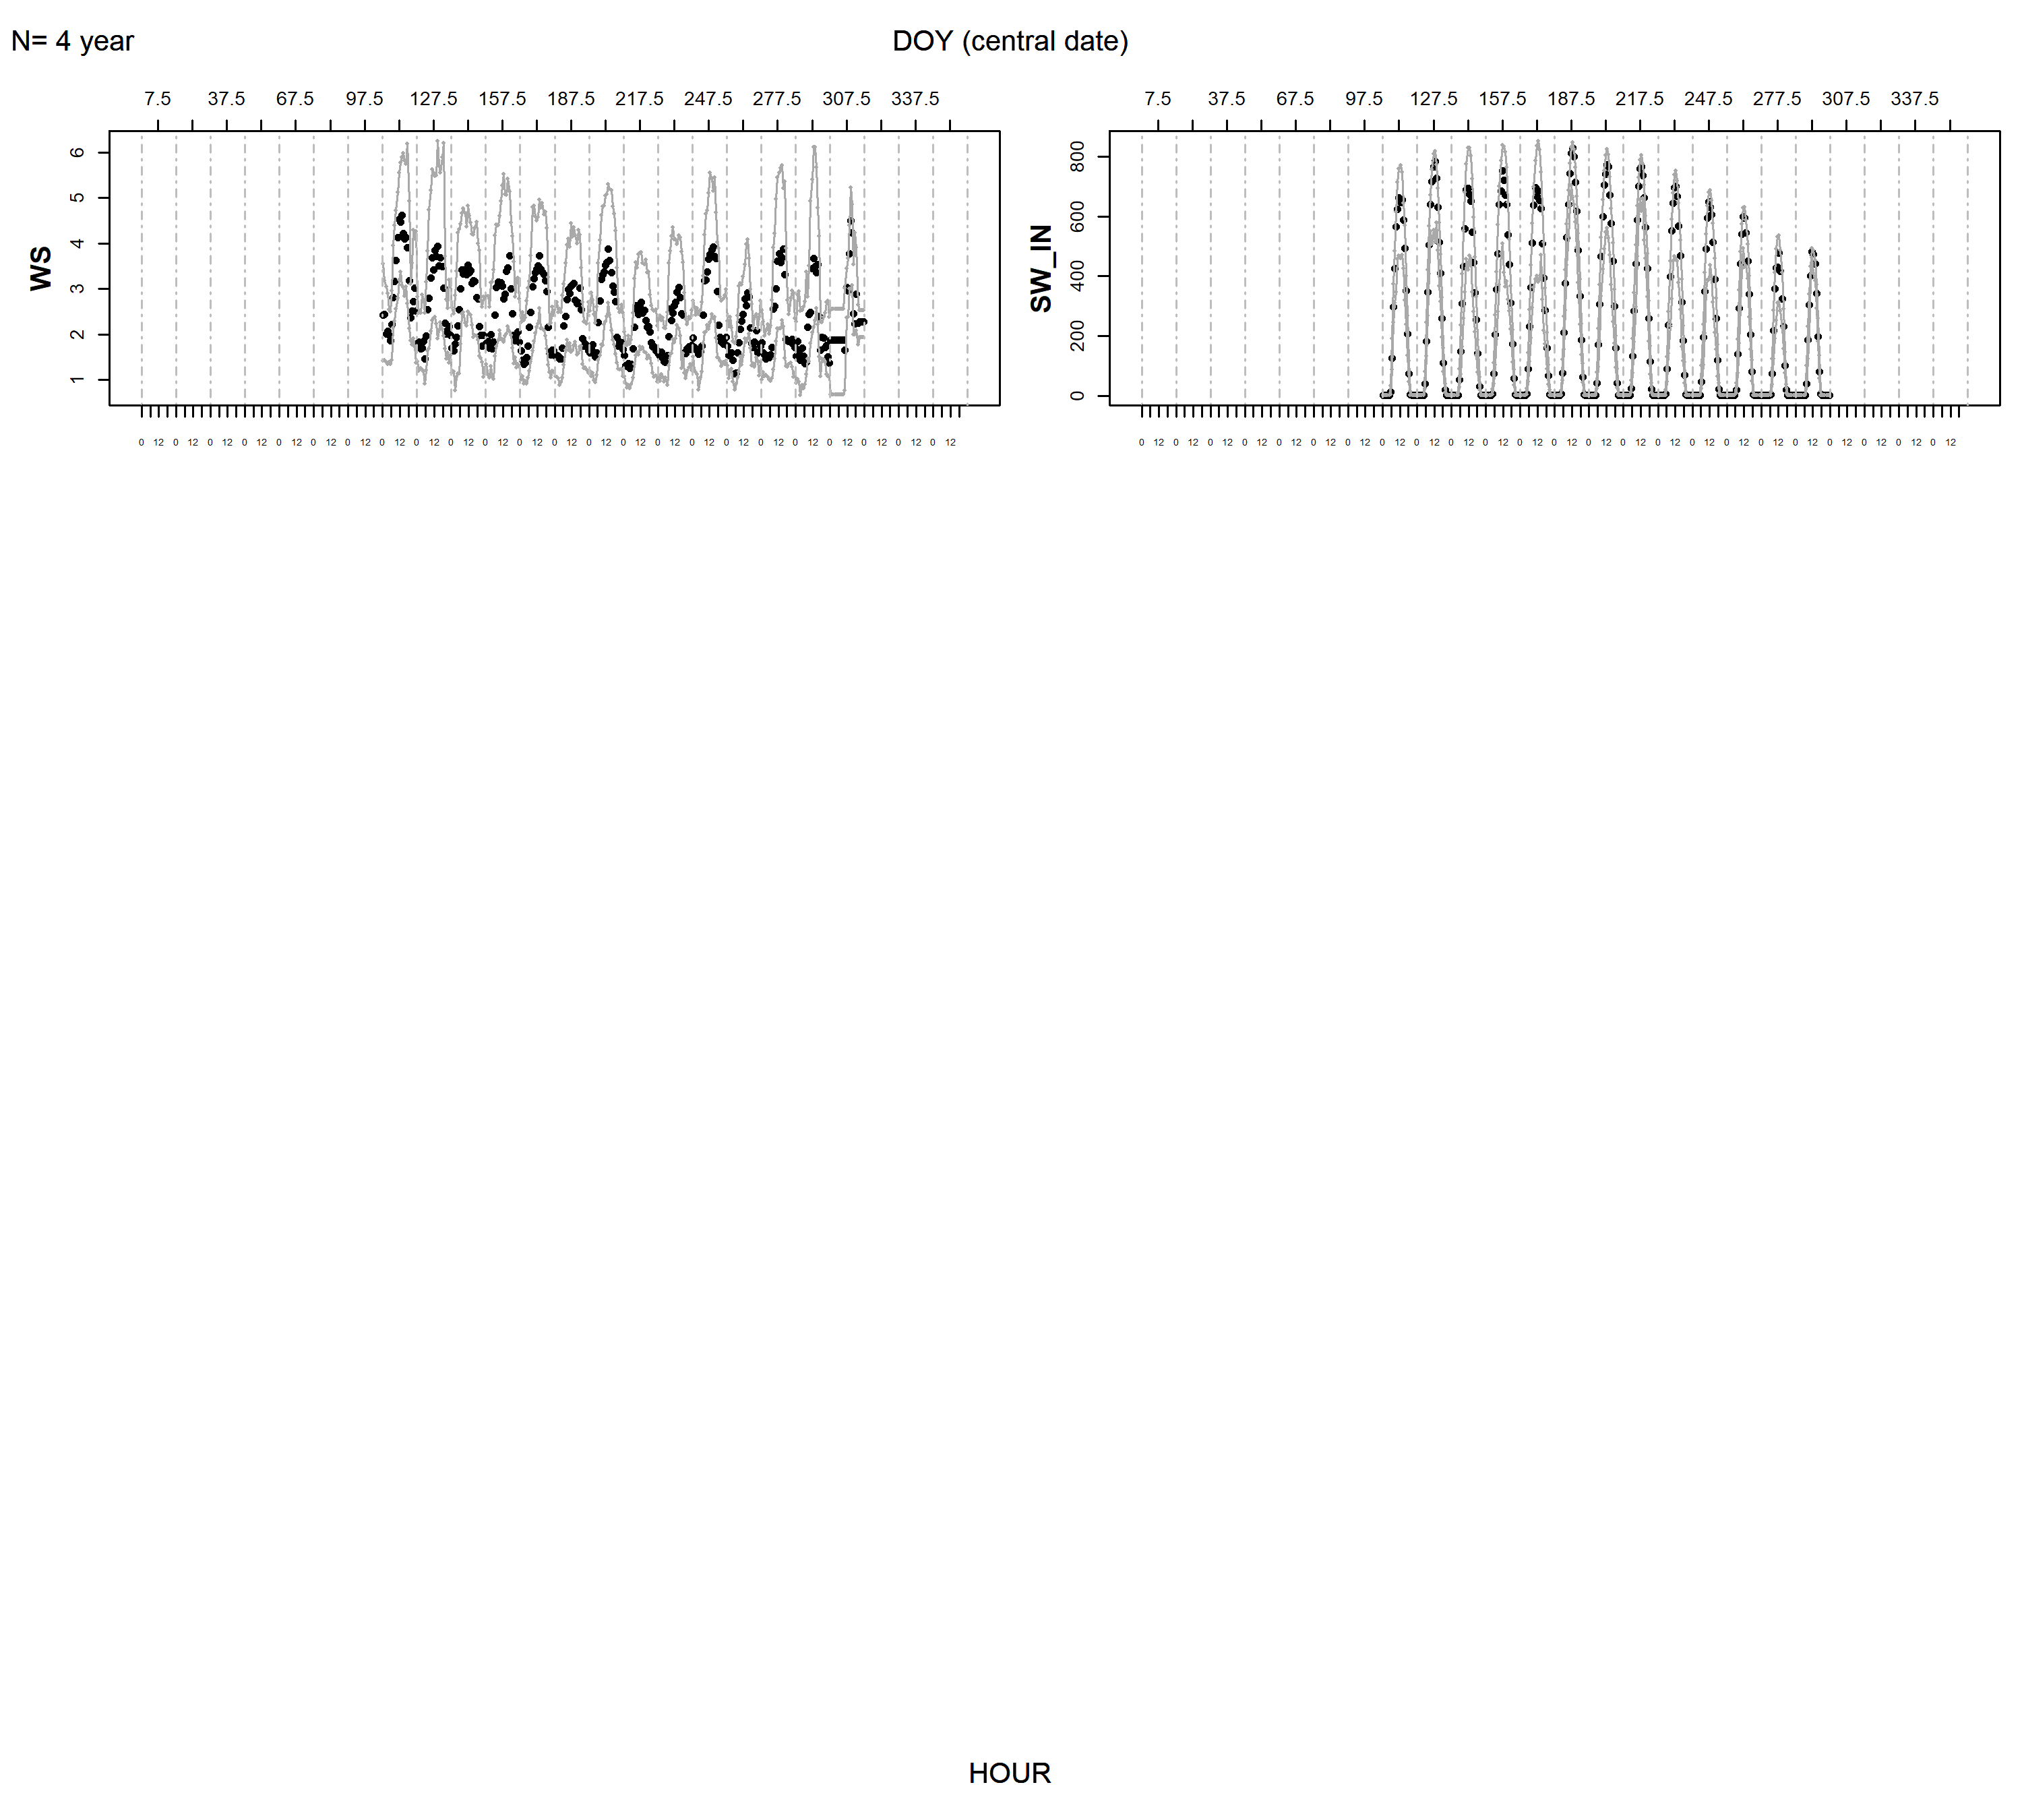 N= 4 year
DOY (central date)
7.5 37.5 67.5 97.5 127.5 157.5 187.5 217.5 247.5 277.5 307.5 337.5
WS
6
5
4
3
2
1
0 12 0 12 0 12 0 12 0 12 0 12 0 12 0 12 0 12 0 12 0 12 0 12 0 12 0 12 0 12 0 12 0 12 0 12 0 12 0 12 0 12 0 12 0 12 0 12
7.5 37.5 67.5 97.5 127.5 157.5 187.5 217.5 247.5 277.5 307.5 337.5
SW_IN
800
600
400
200
0
0 12 0 12 0 12 0 12 0 12 0 12 0 12 0 12 0 12 0 12 0 12 0 12 0 12 0 12 0 12 0 12 0 12 0 12 0 12 0 12 0 12 0 12 0 12 0 12
HOUR